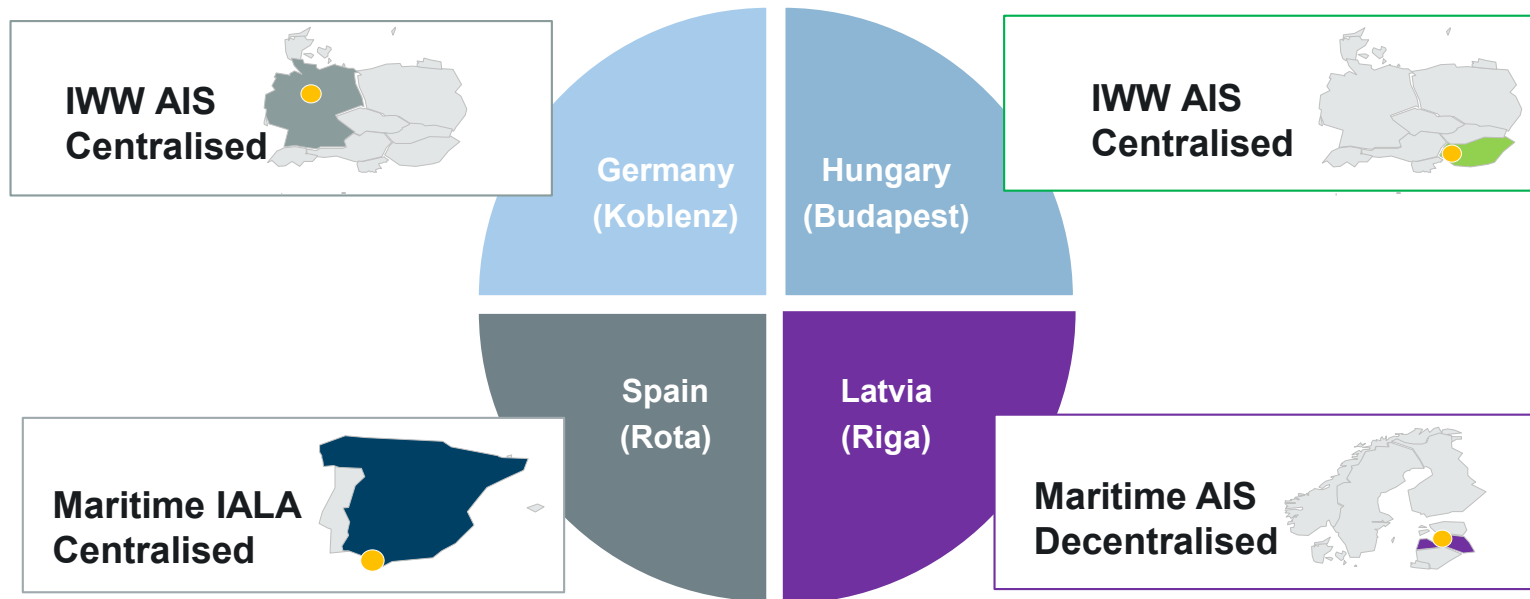 IWW AIS
Centralised
Germany
(Koblenz)
Hungary
(Budapest)
IWW AIS
Centralised
Maritime IALA
Centralised
Spain
(Rota)
Latvia
(Riga)
Maritime AIS
Decentralised